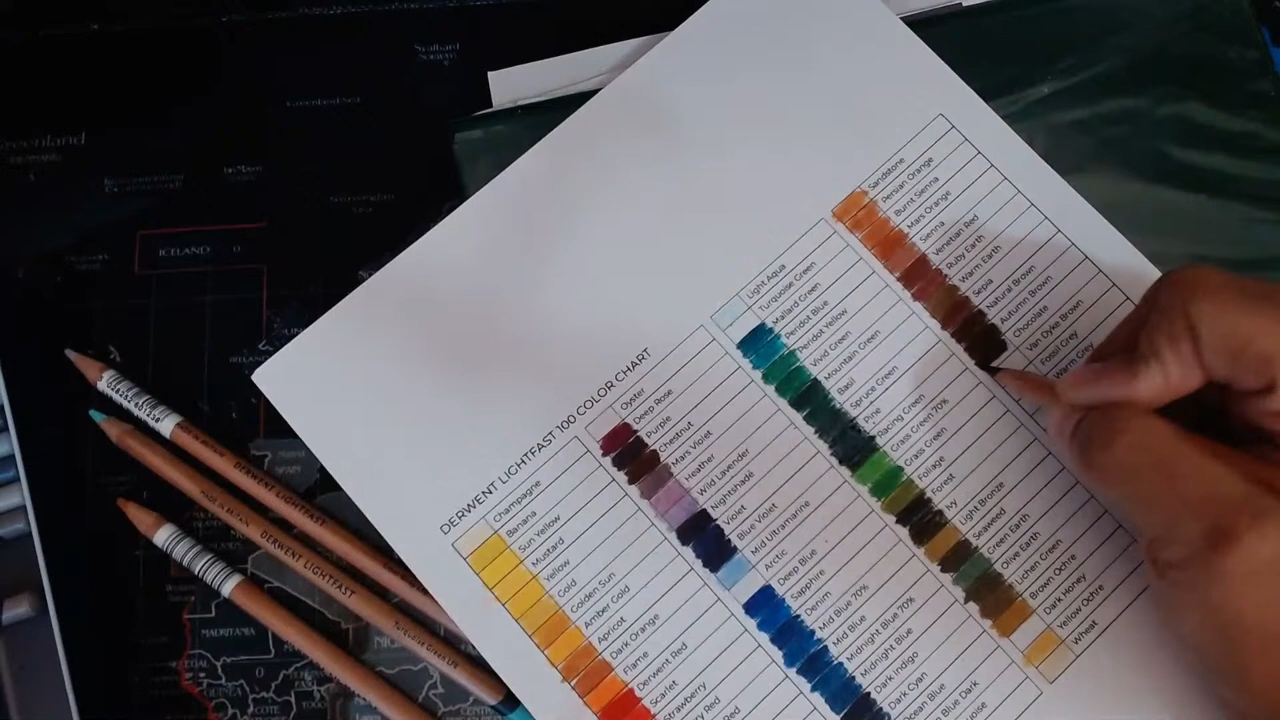 DERWENT LIGHTFAST 100 COLOR CHART
Champagne
Banana
Sun Yellow
Mustard
Yellow
Gold
Golden Sun
Amber Gold
Apricot
Dark Orange
Flame
Derwent Red
Scarlet
Strawberry
Oyster
Deep Rose
Purple
Chestnut
Mars Violet
Heather
Wild Lavender
Nightshade
Violet
Blue Violet
Mid Ultramarine
Arctic
Deep Blue
Sapphire
Denim
Mid Blue 70%
Mid Blue
Midnight Blue 70%
Midnight Blue
Dark Indigo
Dark Cyan
Ocean Blue
Light Aqua
Turquoise Green
Mallard Green
Peridot Blue
Peridot Yellow
Vivid Green
Mountain Green
Basil
Spruce Green
Pine
Racing Green
Grass Green 70%
Grass Green
Foliage
Forest
Ivy
Light Bronze
Seaweed
Green Earth
Olive Earth
Lichen Green
Brown Ochre
Dark Honey
Yellow Ochre
Wheat
Sandstone
Persian Orange
Burnt Sienna
Mars Orange
Sienna
Venetian Red
Ruby Earth
Warm Earth
Sepia
Natural Brown
Autumn Brown
Chocolate
Van Dyke Brown
Fossil Grey
Warm Grey
DERWENT LIGHTFAST
DERWENT LIGHTFAST
Turquoise Green
Greenland
Svalbard
Greenland Sea
ICELAND
MAURITANIA